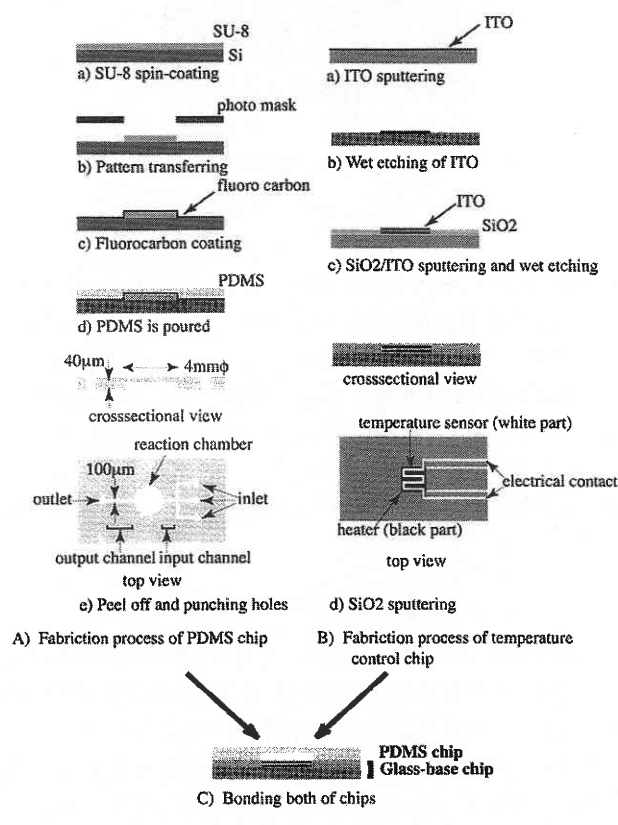 SU-8
Si
a) SU-8 spin-coating
photo mask
b) Pattern transferring
fluoro carbon
c) Fluorocarbon coating
PDMS
d) PDMS is poured
40μm
4mmϕ
crosssectional view
reaction chamber
100μm
outlet
inlet
output channel input channel
top view
e) Peel off and punching holes
A) Fabriction process of PDMS chip
ITO
a) ITO sputtering
b) Wet etching of ITO
ITO
SiO2
c) SiO2/ITO sputtering and wet etching
crosssectional view
temperature sensor (white part)
electrical contact
heater (black part)
top view
d) SiO2 sputtering
B) Fabriction process of temperature
control chip
PDMS chip
Glass-base chip
C) Bonding both of chips